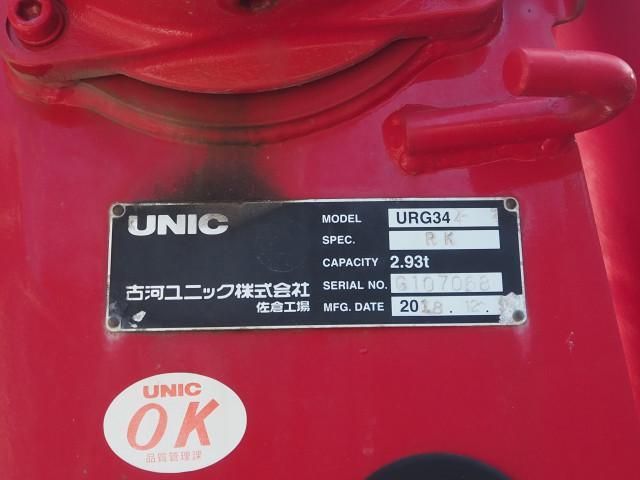 UNIC
MODEL URG34
SPEC. RK
CAPACITY 2.93t
SERIAL NO. G107068
MFG. DATE 2018.12.
古河ユニック株式会社
佐倉工場
UNIC
OK
品質管理課